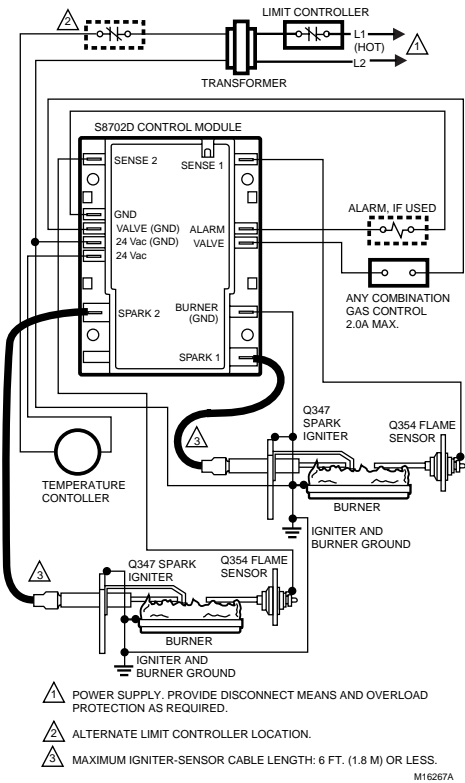 LIMIT CONTROLLER
2
L1
(HOT)
1
L2
TRANSFORMER
S8702D CONTROL MODULE
SENSE 2
SENSE 1
GND
VALVE (GND)
ALARM
24 Vac (GND)
VALVE
24 Vac
ALARM, IF USED
ANY COMBINATION
GAS CONTROL
2.0A MAX.
SPARK 2
BURNER
(GND)
SPARK 1
3
Q347
SPARK
IGNITER
Q354 FLAME
SENSOR
TEMPERATURE
CONTOLLER
BURNER
IGNITER AND
BURNER GROUND
3
Q347 SPARK
IGNITER
Q354 FLAME
SENSOR
BURNER
IGNITER AND
BURNER GROUND
1 POWER SUPPLY. PROVIDE DISCONNECT MEANS AND OVERLOAD
PROTECTION AS REQUIRED.
2 ALTERNATE LIMIT CONTROLLER LOCATION.
3 MAXIMUM IGNITER-SENSOR CABLE LENGTH: 6 FT. (1.8 M) OR LESS.
M16267A